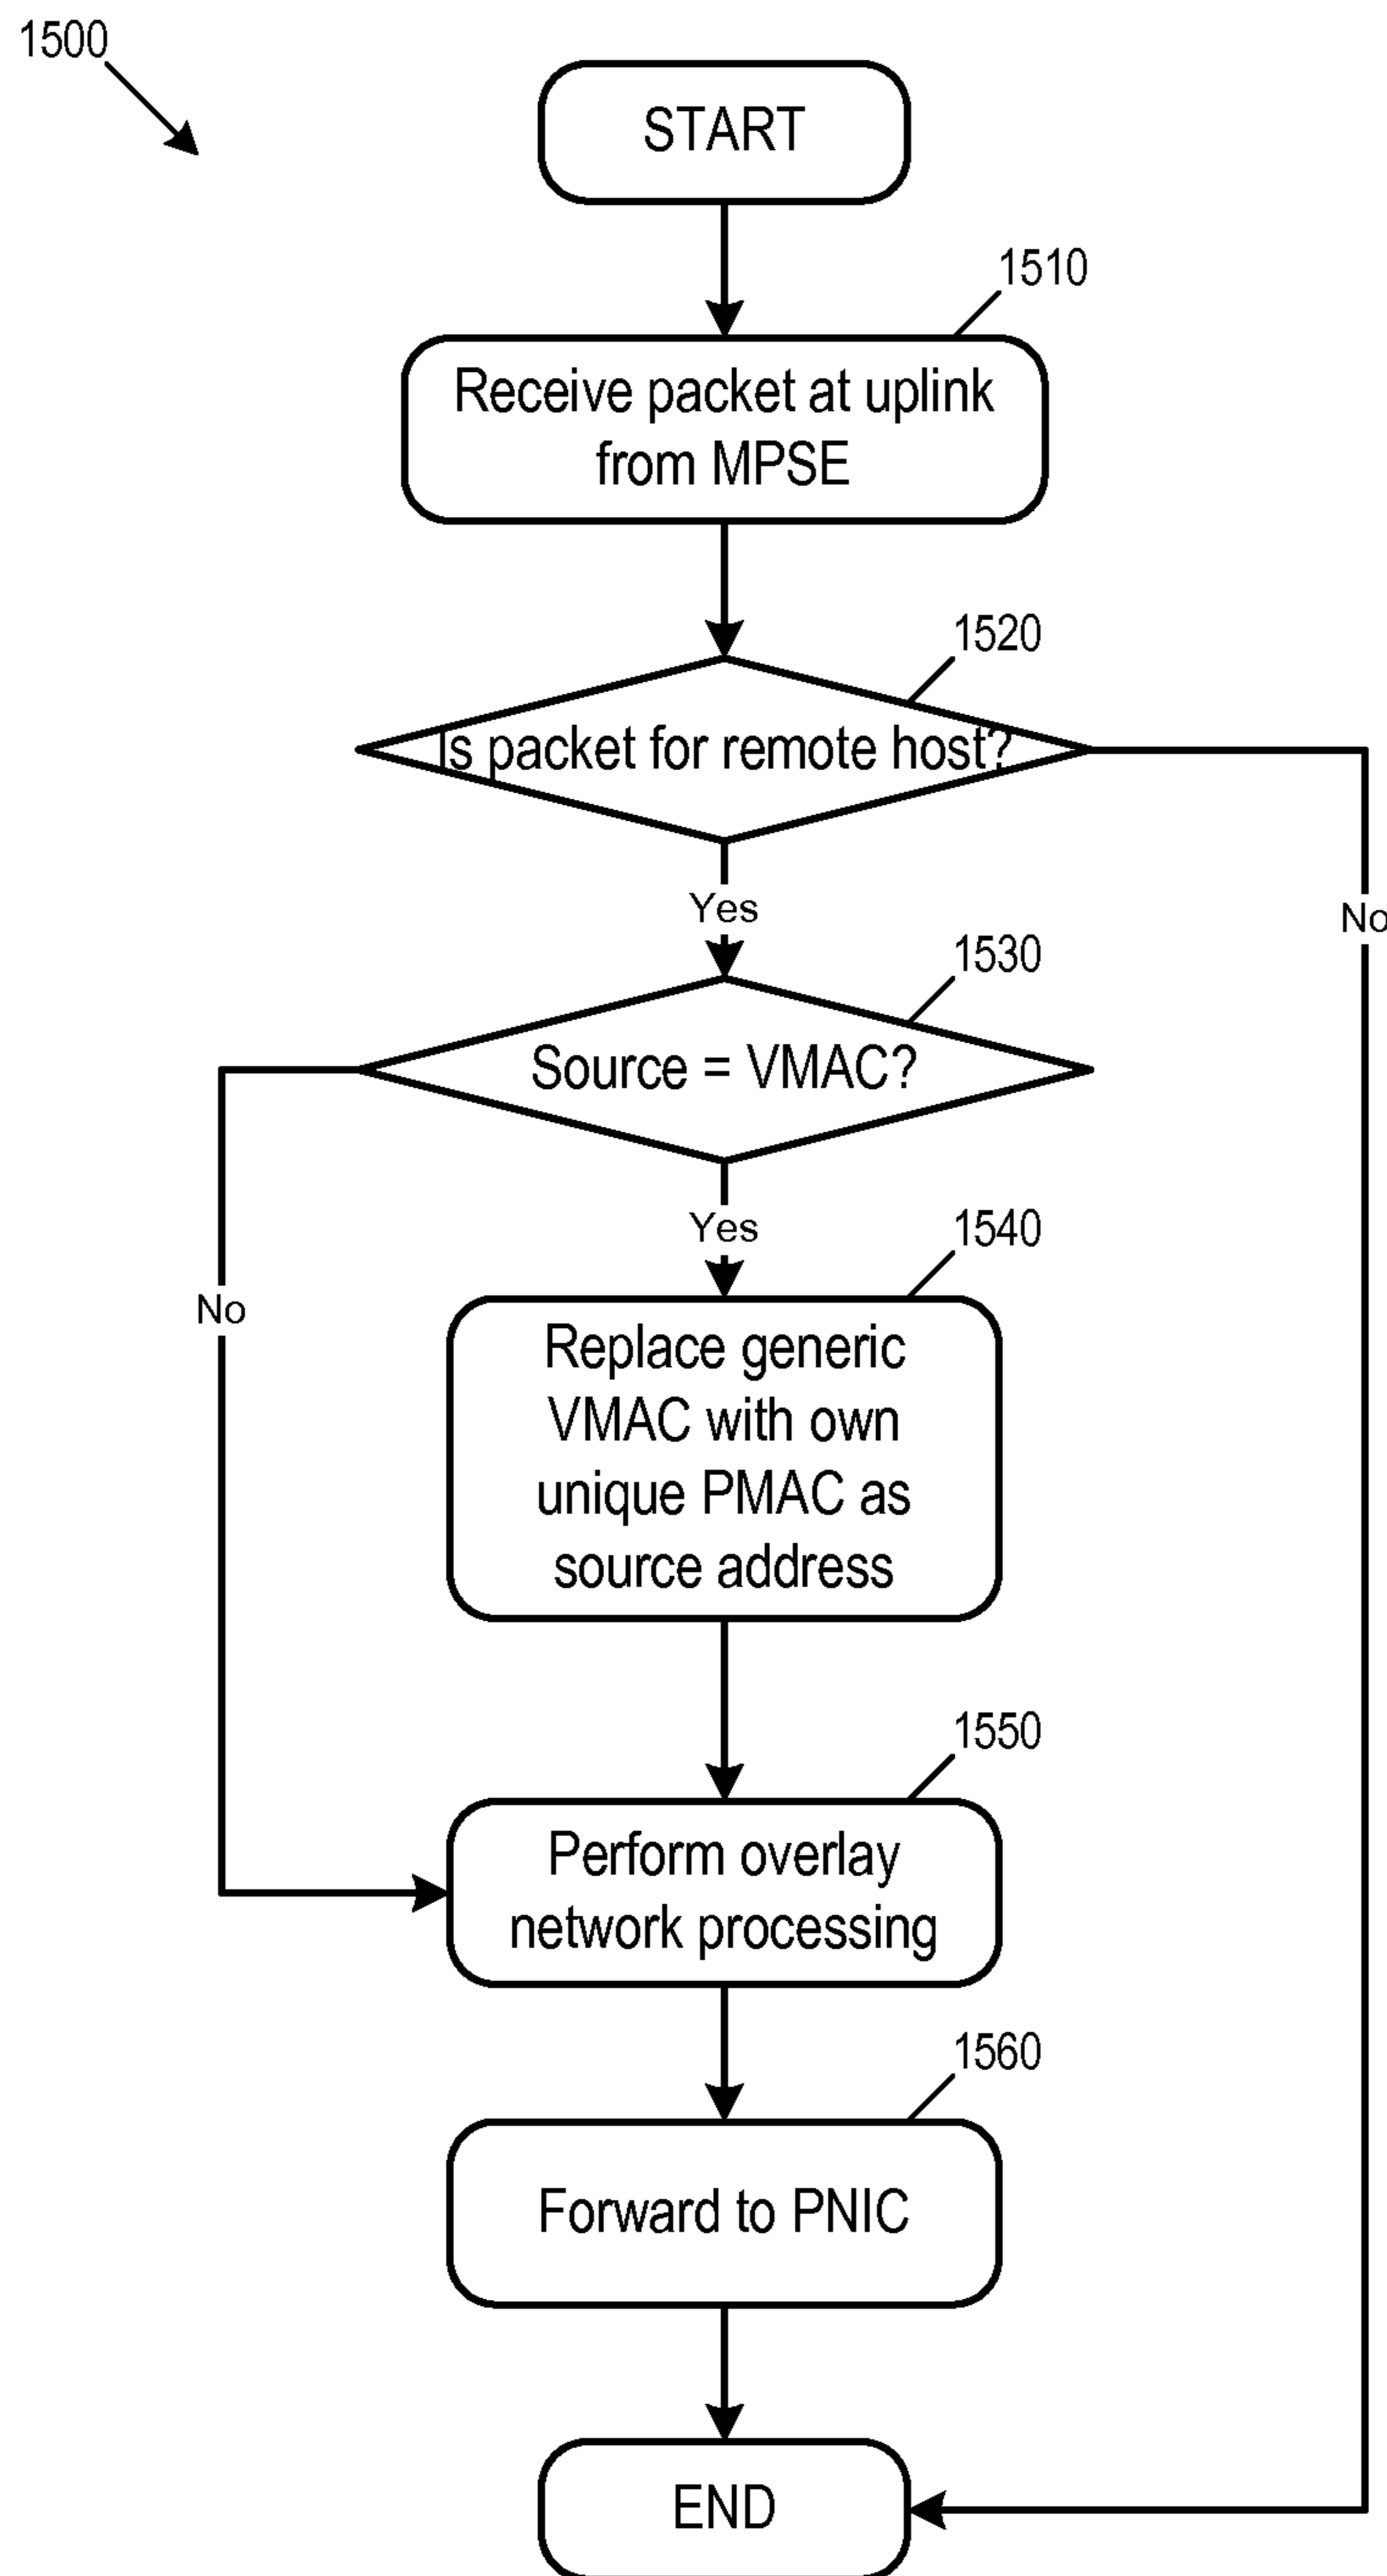 1500
START
1510
Receive packet at uplink
from MPSE
1520
Is packet for remote host?
Yes
No
1530
Source = VMAC?
Yes
1540
No
Replace generic
VMAC with own
unique PMAC as
source address
1550
Perform overlay
network processing
1560
Forward to PNIC
END